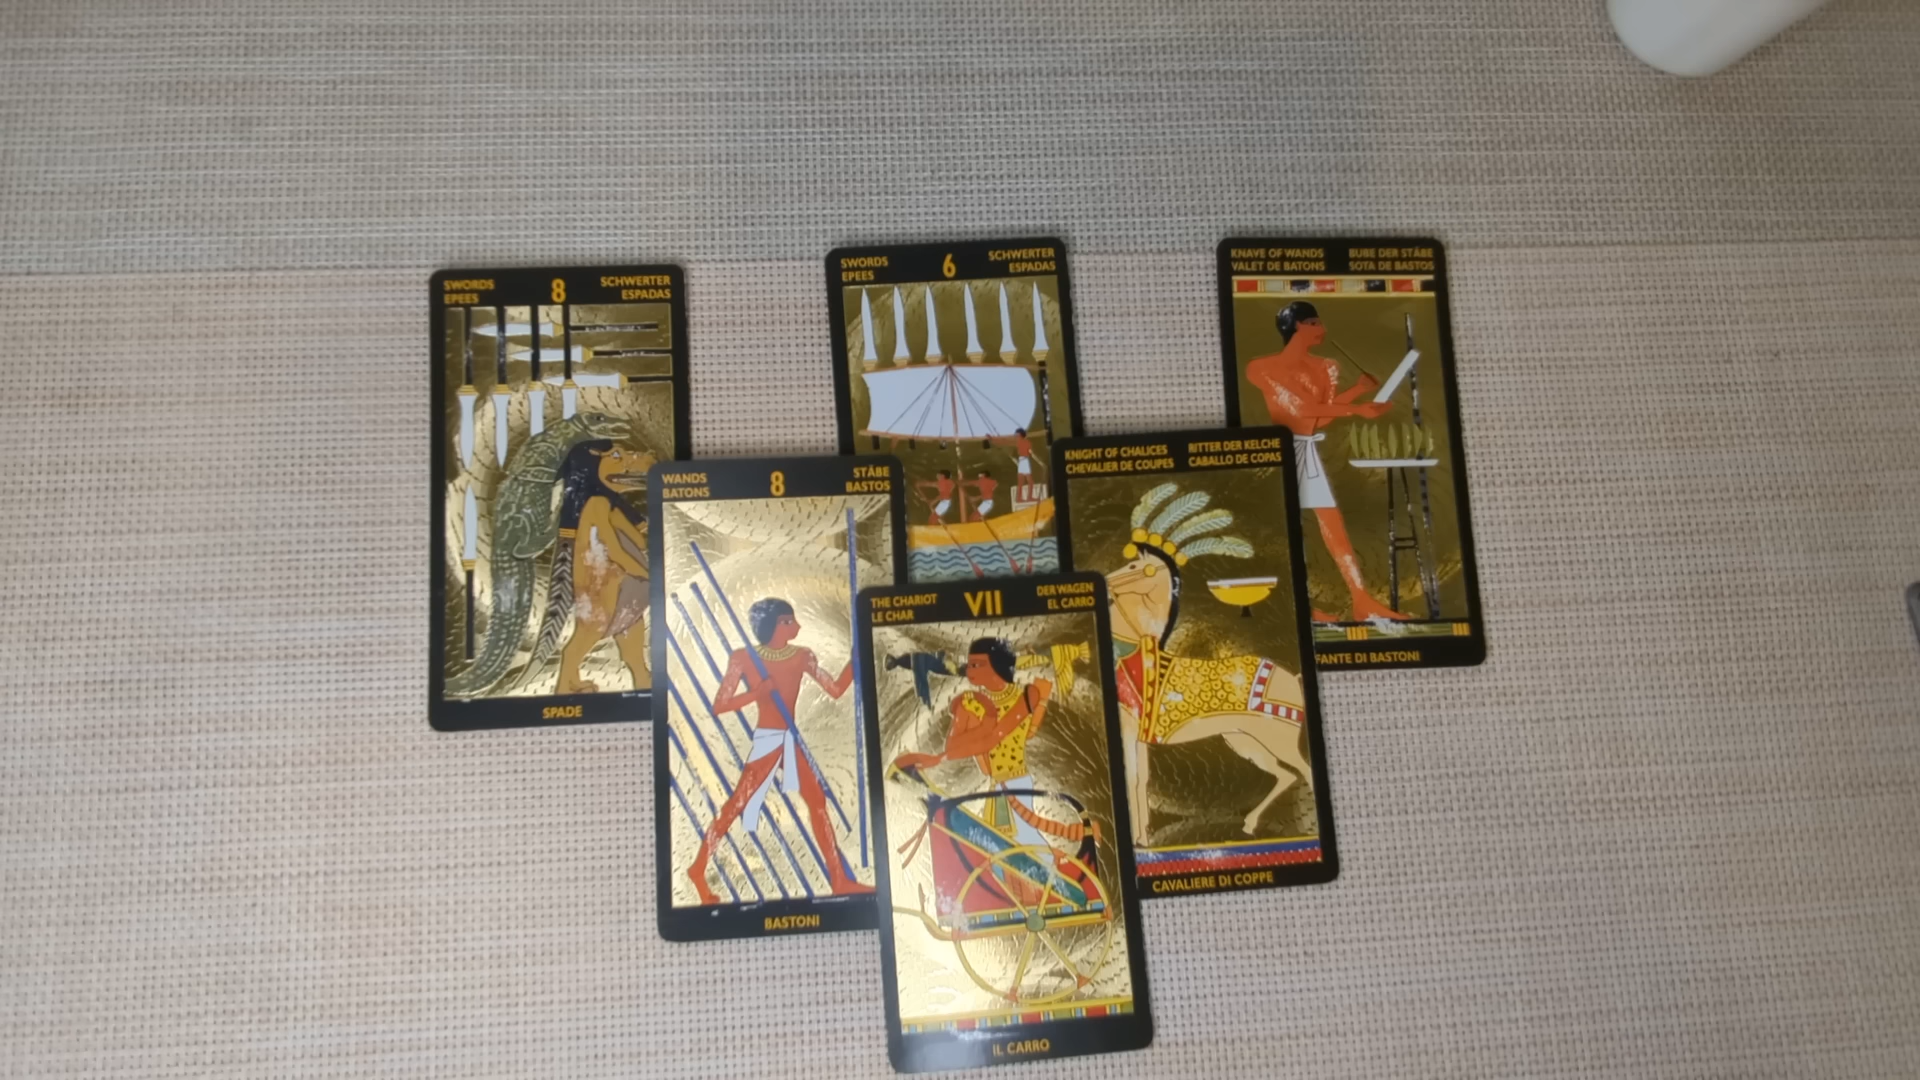 SWORDS 8 SCHWERTER
EPEES ESPADAS
SPADE
SWORDS 6 SCHWERTER
EPEES ESPADAS
KNAVE OF WANDS BUBE DER STÄBE
VALET DE BATONS SOTA DE BASTOS
FANTE DI BASTONI
WANDS 8 STÄBE
BATONS BASTOS
BASTONI
KNIGHT OF CHALICES RITTER DER KELCHE
CHEVALIER DE COUPES CABALLO DE COPAS
CAVALIERE DI COPPE
THE CHARIOT VII DER WAGEN
LE CHAR EL CARRO
IL CARRO